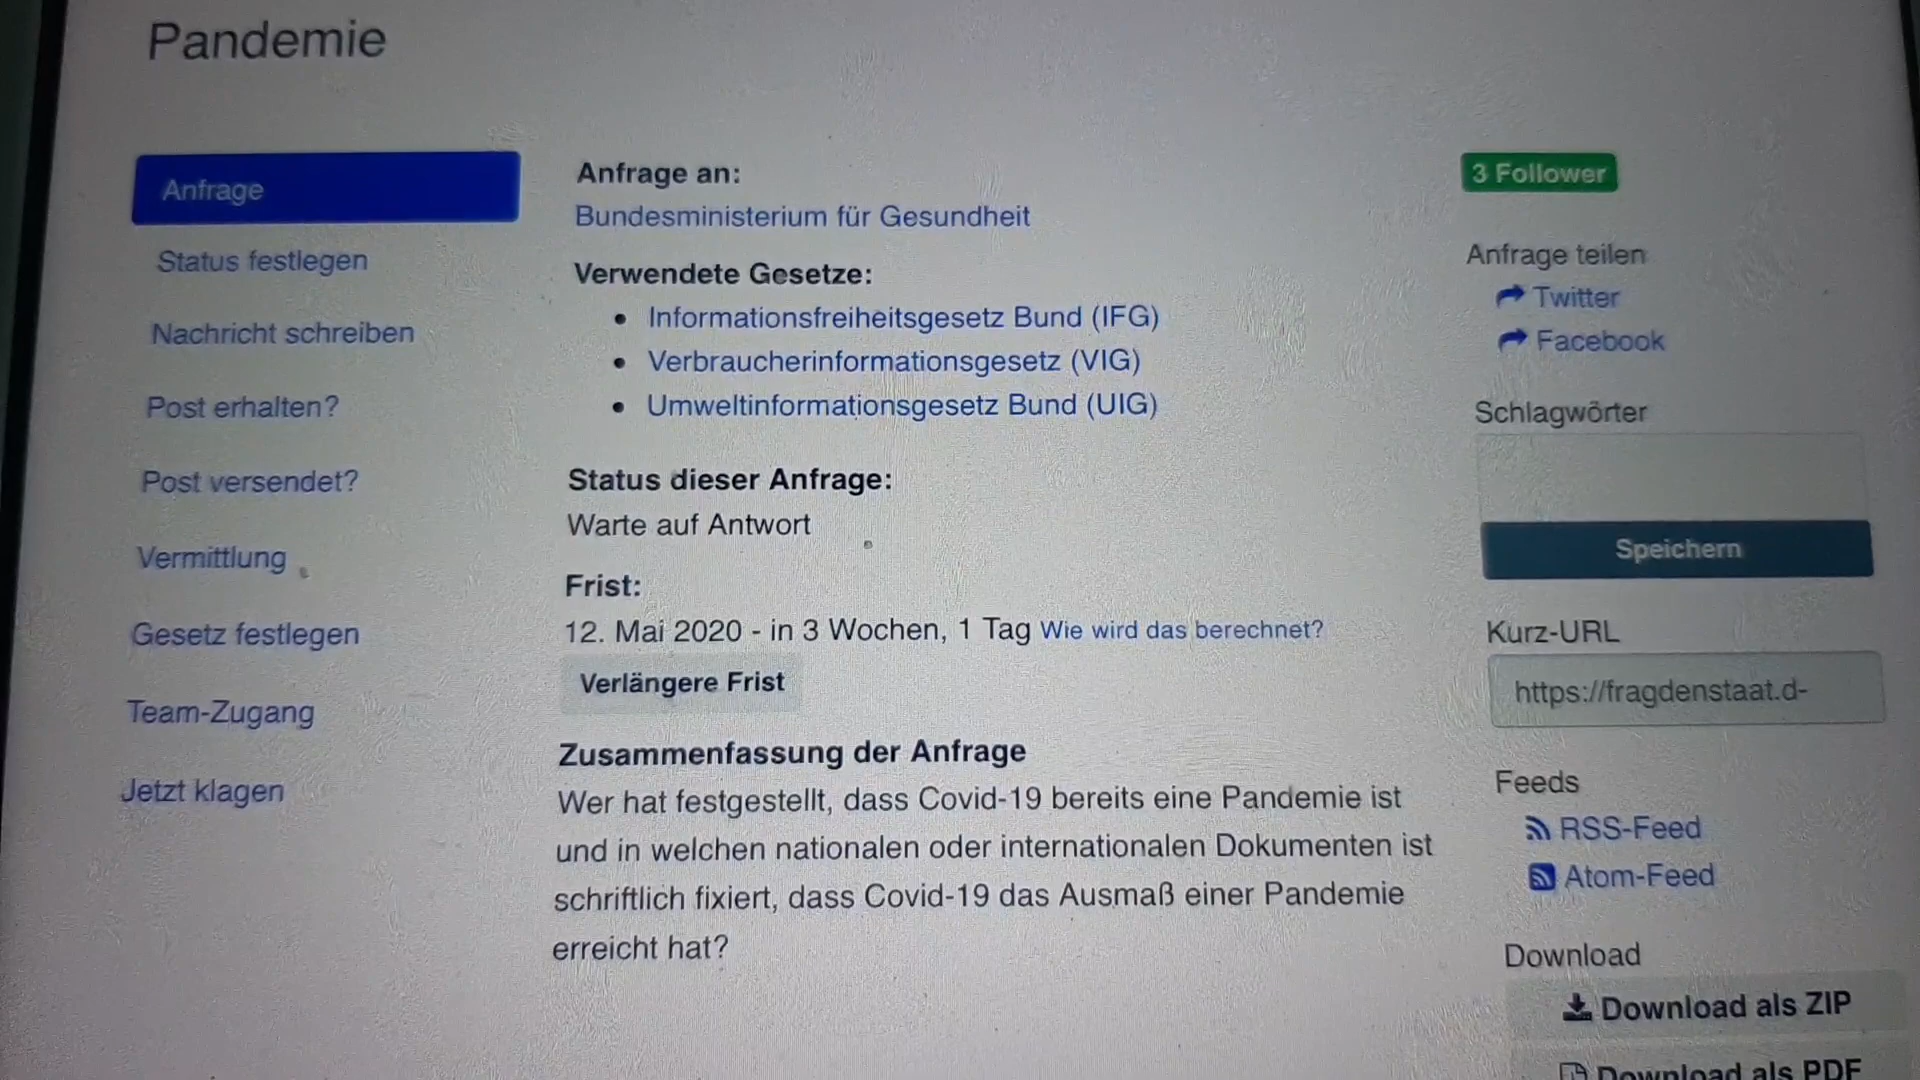 Pandemie
Anfrage
Status festlegen
Nachricht schreiben
Post erhalten?
Post versendet?
Vermittlung
Gesetz festlegen
Team-Zugang
Jetzt klagen
Anfrage an:
Bundesministerium für Gesundheit
Verwendete Gesetze:
Informationsfreiheitsgesetz Bund (IFG)
Verbraucherinformationsgesetz (VIG)
Umweltinformationsgesetz Bund (UIG)
Status dieser Anfrage:
Warte auf Antwort
Frist:
12. Mai 2020 - in 3 Wochen, 1 Tag Wie wird das berechnet?
Verlängere Frist
Zusammenfassung der Anfrage
Wer hat festgestellt, dass Covid-19 bereits eine Pandemie ist
und in welchen nationalen oder internationalen Dokumenten ist
schriftlich fixiert, dass Covid-19 das Ausmaß einer Pandemie
erreicht hat?
3 Follower
Anfrage teilen
Twitter
Facebook
Schlagwörter
Speichern
Kurz-URL
https://fragdenstaat.d-
Feeds
RSS-Feed
Atom-Feed
Download
Download als ZIP
Download als PDF